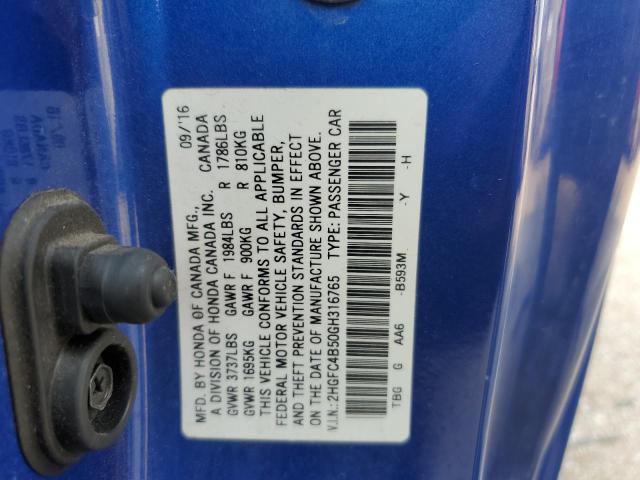 MFD. BY HONDA OF CANADA MFG., 09/'16
A DIVISION OF HONDA CANADA INC. CANADA
GVWR 3737LBS GAWR F 1984LBS R 1786LBS
GVWR 1695KG GAWR F 900KG R 810KG
THIS VEHICLE CONFORMS TO ALL APPLICABLE
FEDERAL MOTOR VEHICLE SAFETY, BUMPER,
AND THEFT PREVENTION STANDARDS IN EFFECT
ON THE DATE OF MANUFACTURE SHOWN ABOVE.
V.I.N.: 2HGFC4B50GH316765 TYPE: PASSENGER CAR
TBG G AA6 -B593M -Y -H